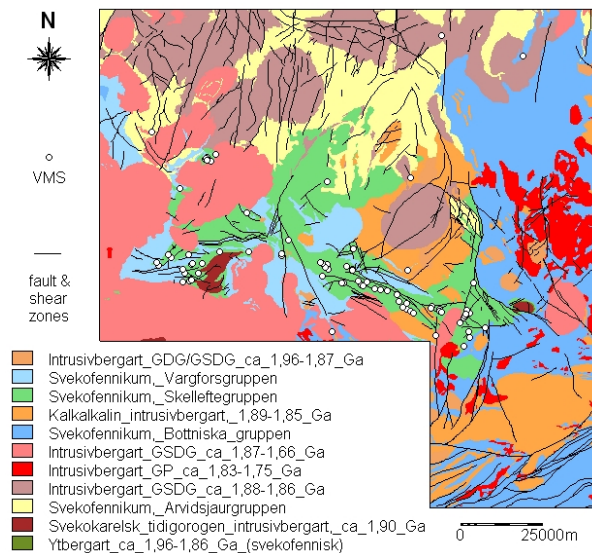 N
VMS
fault &
shear
zones
Intrusivbergart_GDG/GSDG_ca_1,96-1,87_Ga
Svekofennikum,_Vargforsgruppen
Svekofennikum,_Skelleftegruppen
Kalkalkalin_intrusivbergart,_1,89-1,85_Ga
Svekofennikum,_Bottniska_gruppen
Intrusivbergart_GSDG_ca_1,87-1,66_Ga
Intrusivbergart_GP_ca_1,83-1,75_Ga
Intrusivbergart_GSDG_ca_1,88-1,86_Ga
Svekofennikum,_Arvidsjaurgruppen
Svekokarelsk_tidigorogen_intrusivbergart,_ca_1,90_Ga
Ytbergart_ca_1,96-1,86_Ga_(svekofennisk)
0 25000m